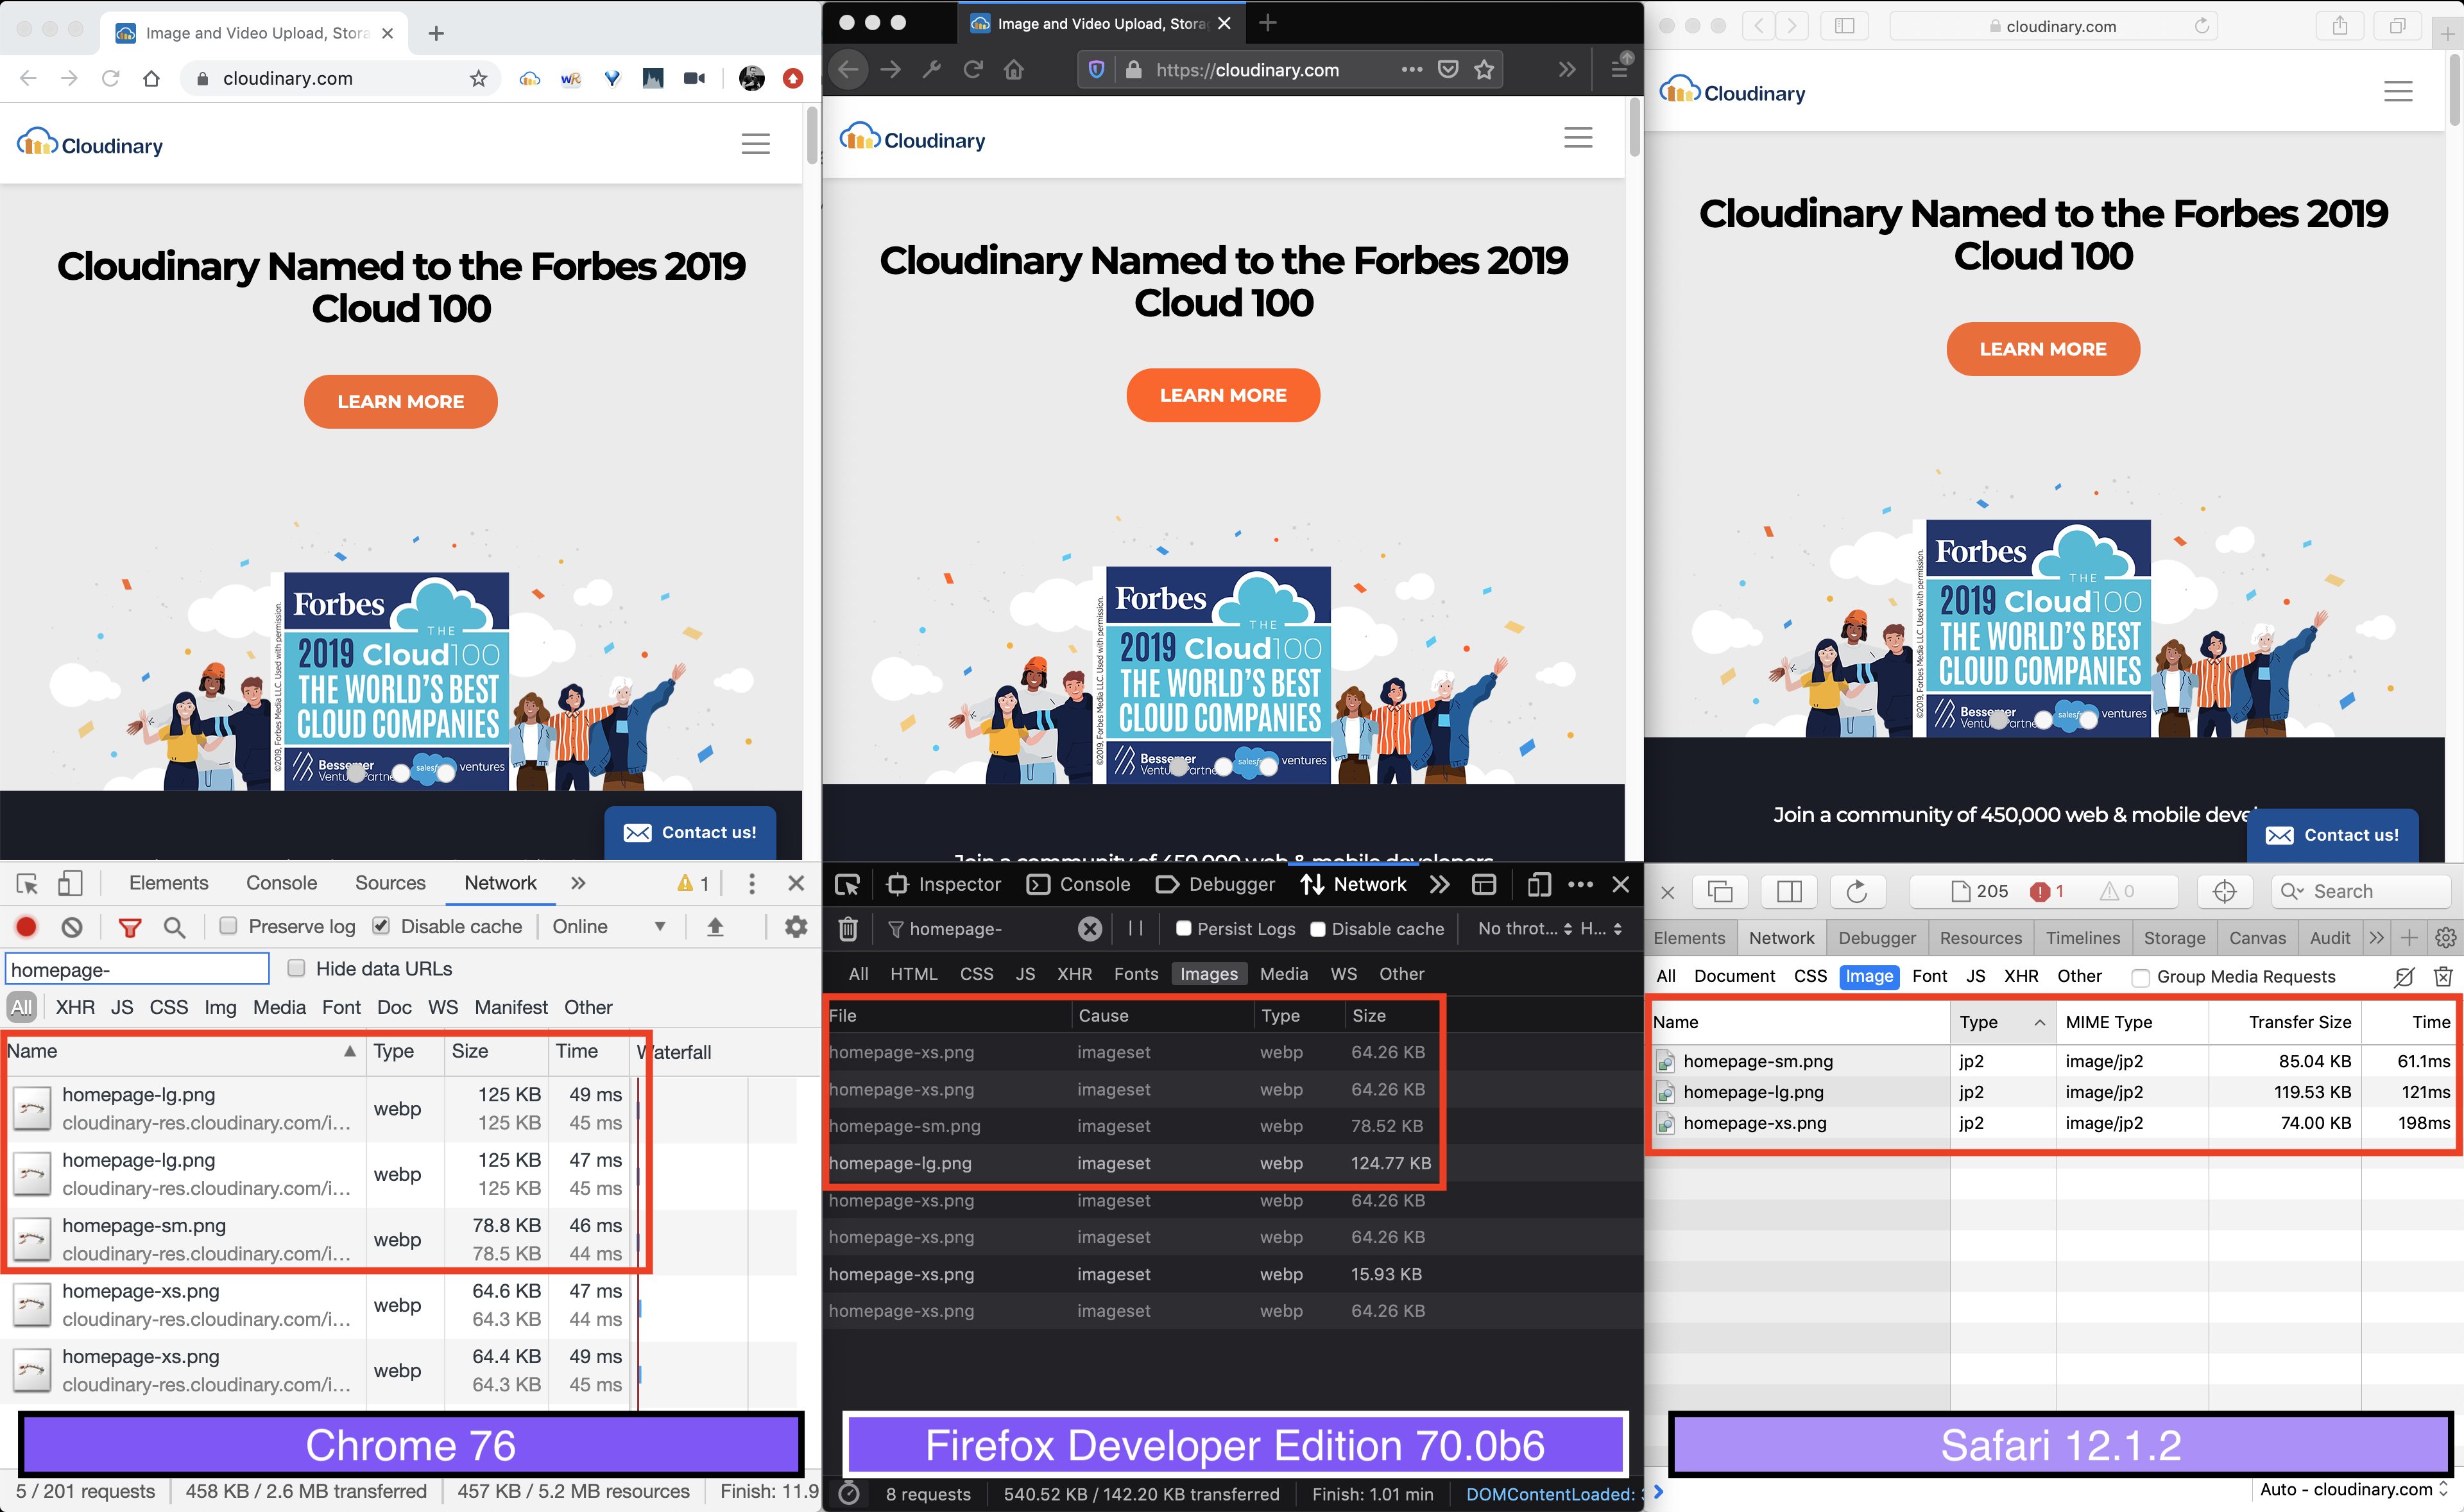 Image and Video Upload, Stora
cloudinary.com
Cloudinary
Cloudinary Named to the Forbes 2019
Cloud 100
LEARN MORE
©2019, Forbes Media LLC. Used with permission.
Forbes
THE
2019 Cloud100
THE WORLD'S BEST
CLOUD COMPANIES
Bessemer
Ventu Partne
salesf
ventures
Contact us!
Elements Console Sources Network » 1
Preserve log Disable cache Online
homepage-
Hide data URLs
All XHR JS CSS Img Media Font Doc WS Manifest Other
Name Type Size Time Waterfall
homepage-lg.png webp 125 KB 49 ms
cloudinary-res.cloudinary.com/i... 125 KB 45 ms
homepage-lg.png webp 125 KB 47 ms
cloudinary-res.cloudinary.com/i... 125 KB 45 ms
homepage-sm.png webp 78.8 KB 46 ms
cloudinary-res.cloudinary.com/i... 78.5 KB 44 ms
homepage-xs.png webp 64.6 KB 47 ms
cloudinary-res.cloudinary.com/i... 64.3 KB 44 ms
homepage-xs.png webp 64.4 KB 49 ms
cloudinary-res.cloudinary.com/i... 64.3 KB 45 ms
Chrome 76
5 / 201 requests 458 KB / 2.6 MB transferred 457 KB / 5.2 MB resources Finish: 11.9
Image and Video Upload, Stora
https://cloudinary.com
Cloudinary
Cloudinary Named to the Forbes 2019
Cloud 100
LEARN MORE
©2019, Forbes Media LLC. Used with permission.
Forbes
THE
2019 Cloud100
THE WORLD'S BEST
CLOUD COMPANIES
Bessemer
Ventu Partne
salesf
ventures
Join a community of 450,000 web & mobile developers
Inspector Console Debugger Network »
homepage- Persist Logs Disable cache No throt... H...
All HTML CSS JS XHR Fonts Images Media WS Other
File Cause Type Size
homepage-xs.png imageset webp 64.26 KB
homepage-xs.png imageset webp 64.26 KB
homepage-sm.png imageset webp 78.52 KB
homepage-lg.png imageset webp 124.77 KB
homepage-xs.png imageset webp 64.26 KB
homepage-xs.png imageset webp 64.26 KB
homepage-xs.png imageset webp 15.93 KB
homepage-xs.png imageset webp 64.26 KB
Firefox Developer Edition 70.0b6
8 requests 540.52 KB / 142.20 KB transferred Finish: 1.01 min DOMContentLoaded:
cloudinary.com
Cloudinary
Cloudinary Named to the Forbes 2019
Cloud 100
LEARN MORE
©2019, Forbes Media LLC. Used with permission.
Forbes
THE
2019 Cloud100
THE WORLD'S BEST
CLOUD COMPANIES
Bessemer
Ventu Partne
salesf
ventures
Join a community of 450,000 web & mobile deve
Contact us!
205 1 0 Search
Elements Network Debugger Resources Timelines Storage Canvas Audit »
All Document CSS Image Font JS XHR Other Group Media Requests
Name Type MIME Type Transfer Size Time
homepage-sm.png jp2 image/jp2 85.04 KB 61.1ms
homepage-lg.png jp2 image/jp2 119.53 KB 121ms
homepage-xs.png jp2 image/jp2 74.00 KB 198ms
Safari 12.1.2
Auto - cloudinary.com